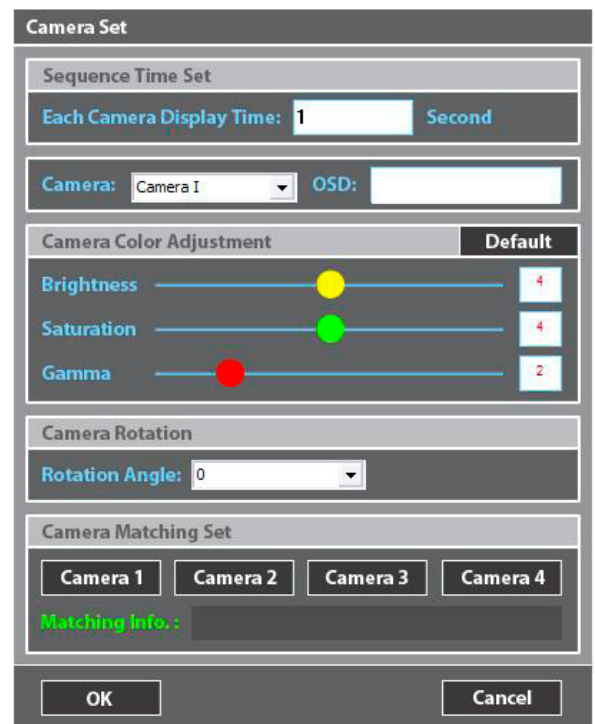 Camera Set
Sequence Time Set
Each Camera Display Time: 1 Second
Camera: Camera I OSD:
Camera Color Adjustment Default
Brightness 4
Saturation 4
Gamma 2
Camera Rotation
Rotation Angle: 0
Camera Matching Set
Camera 1 Camera 2 Camera 3 Camera 4
Matching Info. :
OK Cancel